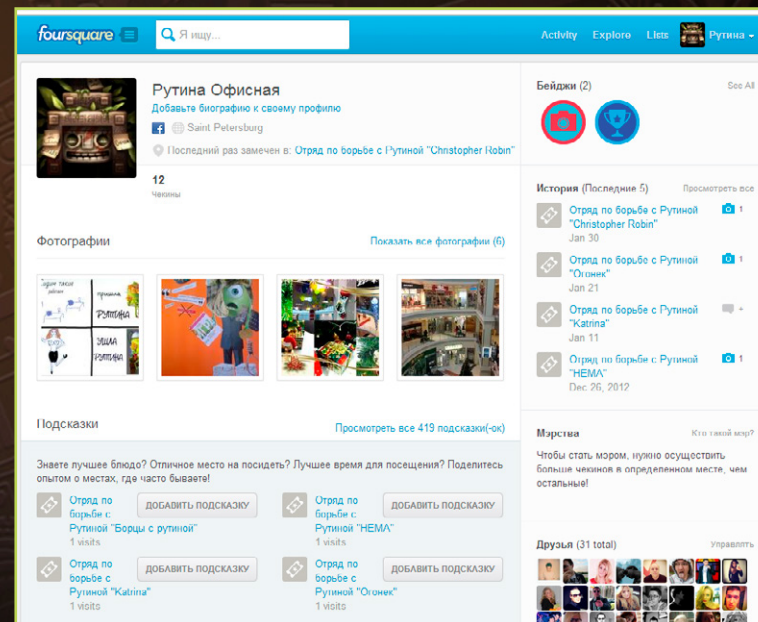 foursquare
Я ищу...
Activity Explore Lists Рутина
Рутина Офисная
Добавьте биографию к своему профилю
Saint Petersburg
Последний раз замечен в: Отряд по борьбе с Рутиной "Christopher Robin"
12
Чекины
Фотографии
Показать все фотографии (6)
РУТИНА
УШЛА
РУТИНА
Подсказки
Просмотреть все 419 подсказки(-ок)
Знаете лучшее блюдо? Отличное место на посидеть? Лучшее время для посещения? Поделитесь
опытом о местах, где часто бываете!
Отряд по
борьбе с
Рутиной "Борцы с рутиной"
1 visits
ДОБАВИТЬ ПОДСКАЗКУ
Отряд по
борьбе с
Рутиной "НЕМА"
1 visits
ДОБАВИТЬ ПОДСКАЗКУ
Отряд по
борьбе с
Рутиной "Katrina"
1 visits
ДОБАВИТЬ ПОДСКАЗКУ
Отряд по
борьбе с
Рутиной "Огонек"
1 visits
ДОБАВИТЬ ПОДСКАЗКУ
Бейджи (2)
See All
История (Последние 5)
Просмотреть все
Отряд по борьбе с Рутиной
"Christopher Robin"
Jan 30
1
Отряд по борьбе с Рутиной
"Огонек"
Jan 21
1
Отряд по борьбе с Рутиной
"Katrina"
Jan 11
+
Отряд по борьбе с Рутиной
"НЕМА"
Dec 26, 2012
1
Мэрства
Кто такой мэр?
Чтобы стать мэром, нужно осуществить
больше чекинов в определенном месте, чем
остальные!
Друзья (31 total)
Управлять